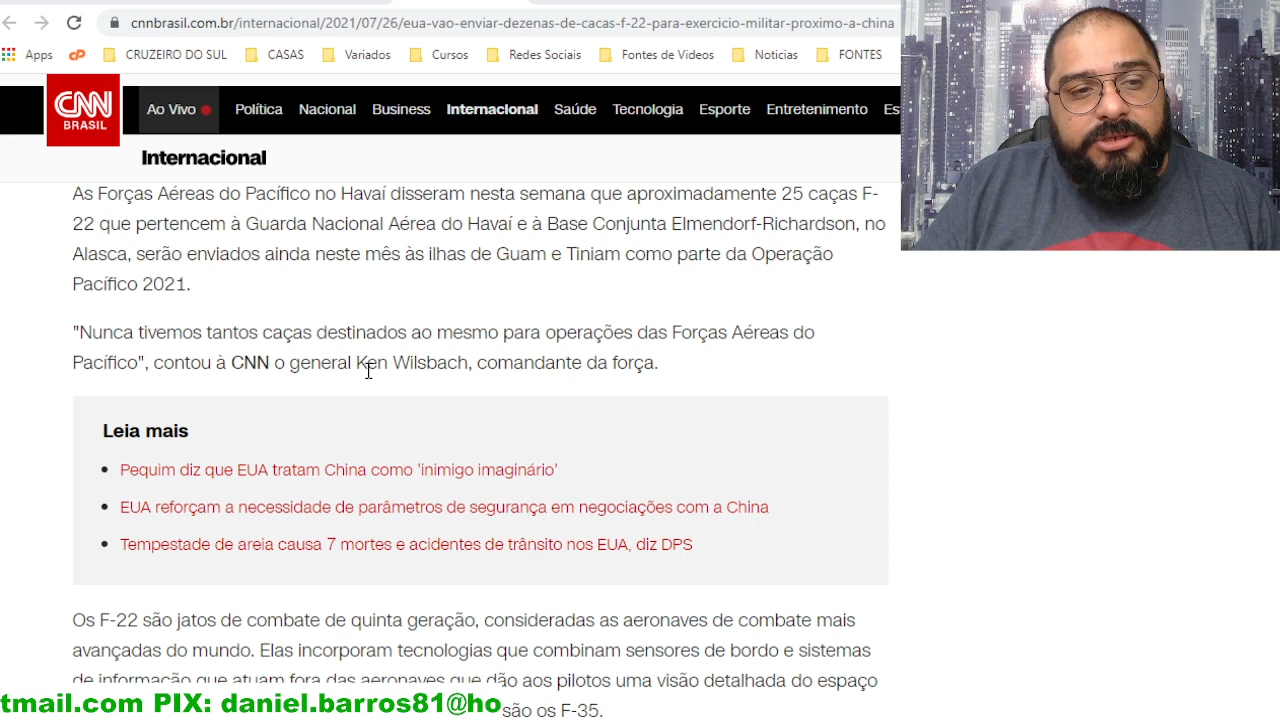 cnnbrasil.com.br/internacional/2021/07/26/eua-vao-enviar-dezenas-de-cacas-f-22-para-exercicio-militar-proximo-a-china
Apps CRUZEIRO DO SUL CASAS Variados Cursos Redes Sociais Fontes de Videos Noticias FONTES
CNN BRASIL
Ao Vivo Política Nacional Business Internacional Saúde Tecnologia Esporte Entretenimento Es
Internacional
As Forças Aéreas do Pacífico no Havaí disseram nesta semana que aproximadamente 25 caças F-
22 que pertencem à Guarda Nacional Aérea do Havaí e à Base Conjunta Elmendorf-Richardson, no
Alasca, serão enviados ainda neste mês às ilhas de Guam e Tiniam como parte da Operação
Pacífico 2021.
"Nunca tivemos tantos caças destinados ao mesmo para operações das Forças Aéreas do
Pacífico", contou à CNN o general Ken Wilsbach, comandante da força.
Leia mais
Pequim diz que EUA tratam China como 'inimigo imaginário'
EUA reforçam a necessidade de parâmetros de segurança em negociações com a China
Tempestade de areia causa 7 mortes e acidentes de trânsito nos EUA, diz DPS
Os F-22 são jatos de combate de quinta geração, consideradas as aeronaves de combate mais
avançadas do mundo. Elas incorporam tecnologias que combinam sensores de bordo e sistemas
de informação que atuam fora das aeronaves que dão aos pilotos uma visão detalhada do espaço
são os F-35.
tmail.com PIX: daniel.barros81@ho